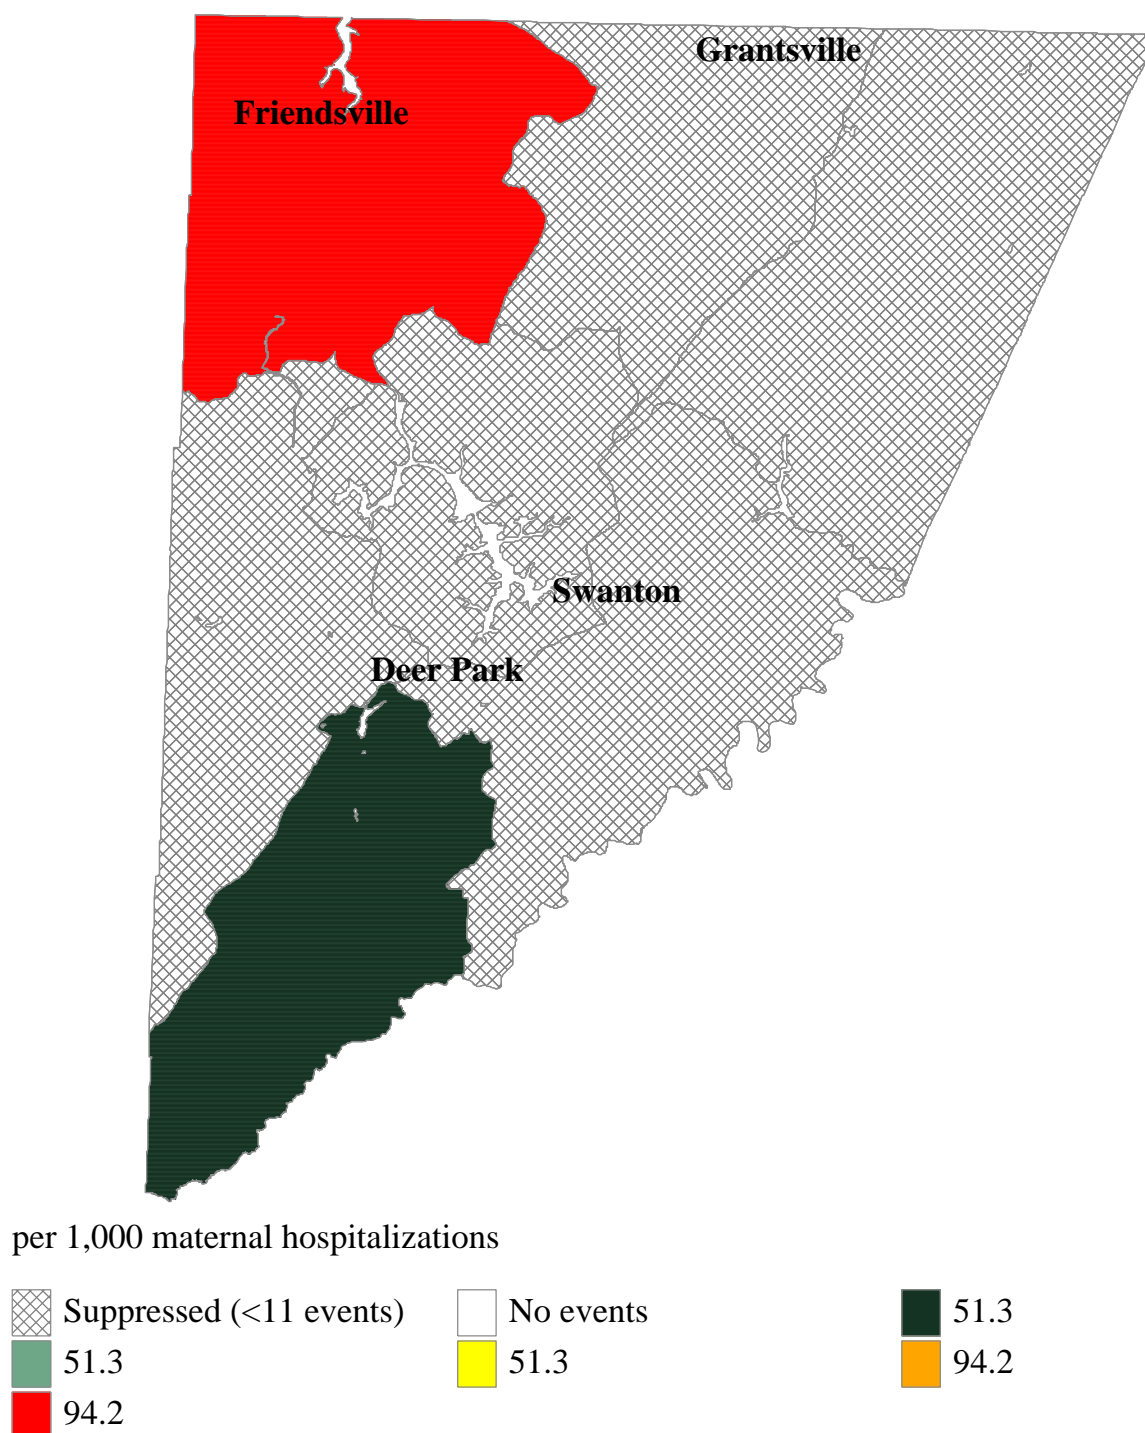 Grantsville
Friendsville
Swanton
Deer Park
per 1,000 maternal hospitalizations
Suppressed (<11 events)
No events
51.3
51.3
51.3
94.2
94.2